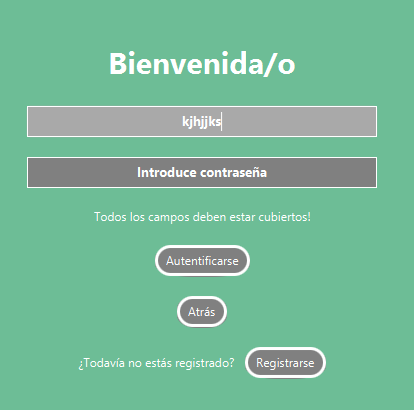 Bienvenida/o
kjhjjks
Introduce contraseña
Todos los campos deben estar cubiertos!
Autentificarse
Atrás
¿Todavía no estás registrado? Registrarse